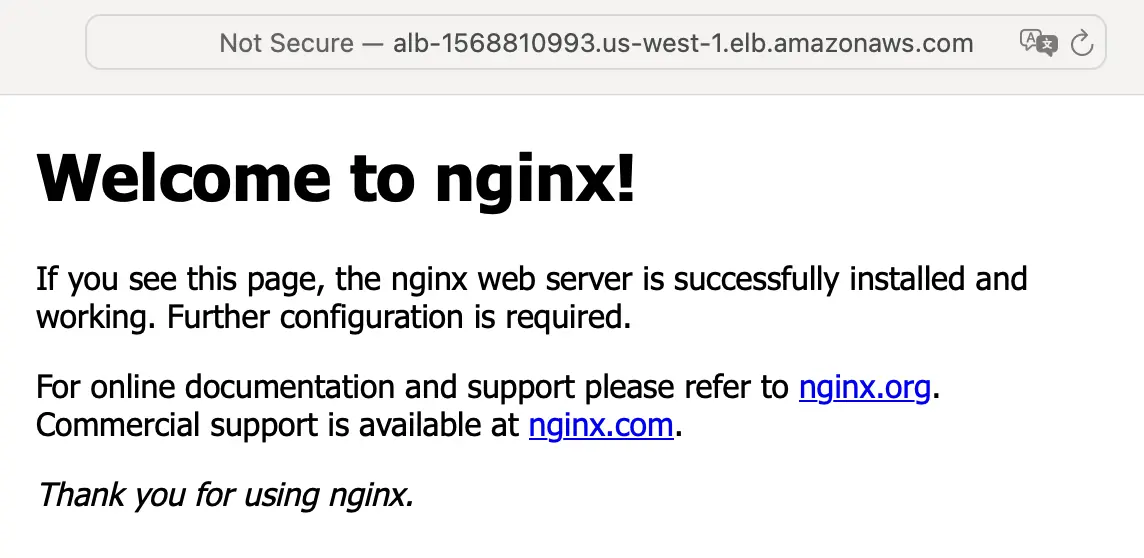 Not Secure — alb-1568810993.us-west-1.elb.amazonaws.com
Welcome to nginx!
If you see this page, the nginx web server is successfully installed and
working. Further configuration is required.
For online documentation and support please refer to nginx.org.
Commercial support is available at nginx.com.
Thank you for using nginx.